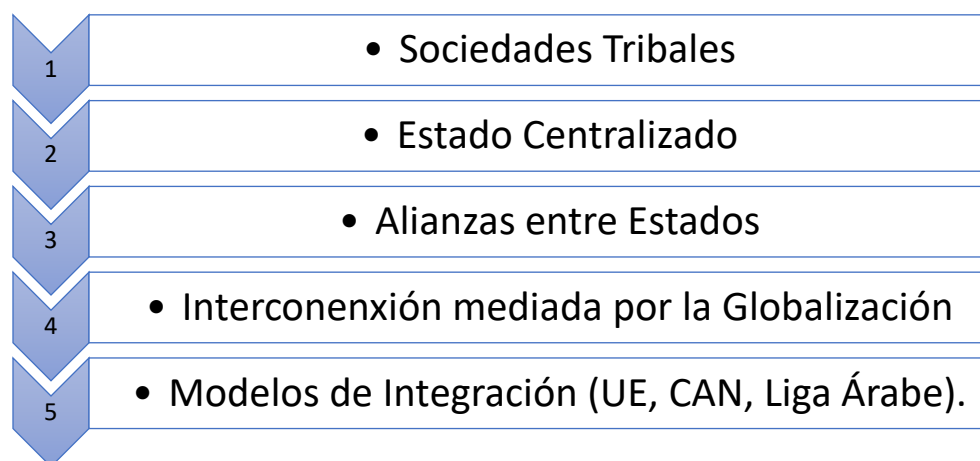 1
• Sociedades Tribales
2
• Estado Centralizado
3
• Alianzas entre Estados
4
• Interconenxión mediada por la Globalización
5
• Modelos de Integración (UE, CAN, Liga Árabe).